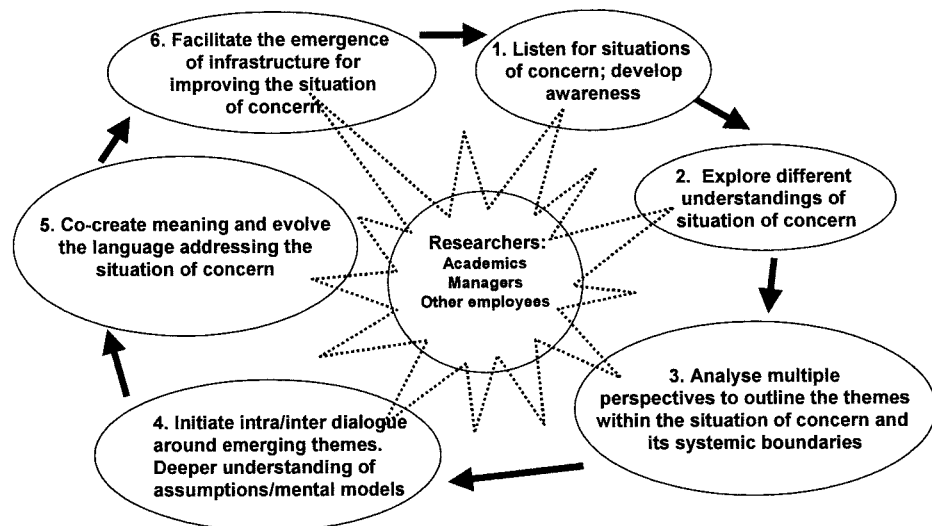 6. Facilitate the emergence
of infrastructure for
improving the situation
of concern
1. Listen for situations
of concern; develop
awareness
2. Explore different
understandings of
situation of concern
3. Analyse multiple
perspectives to outline the themes
within the situation of concern and
its systemic boundaries
4. Initiate intra/inter dialogue
around emerging themes.
Deeper understanding of
assumptions/mental models
5. Co-create meaning and evolve
the language addressing the
situation of concern
Researchers:
Academics
Managers
Other employees